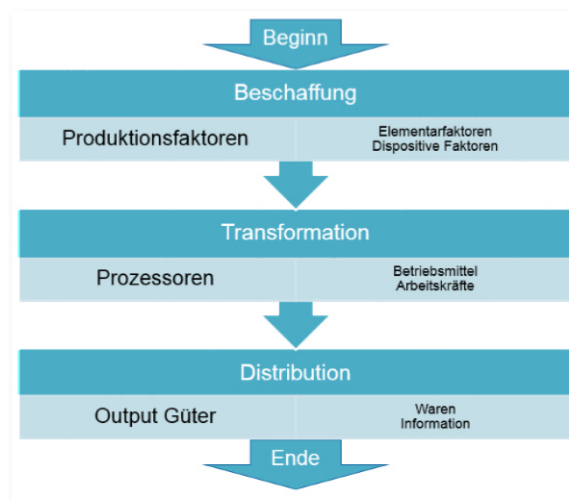 Beginn
Beschaffung
Produktionsfaktoren
Elementarfaktoren
Dispositive Faktoren
Transformation
Prozessoren
Betriebsmittel
Arbeitskräfte
Distribution
Output Güter
Waren
Information
Ende